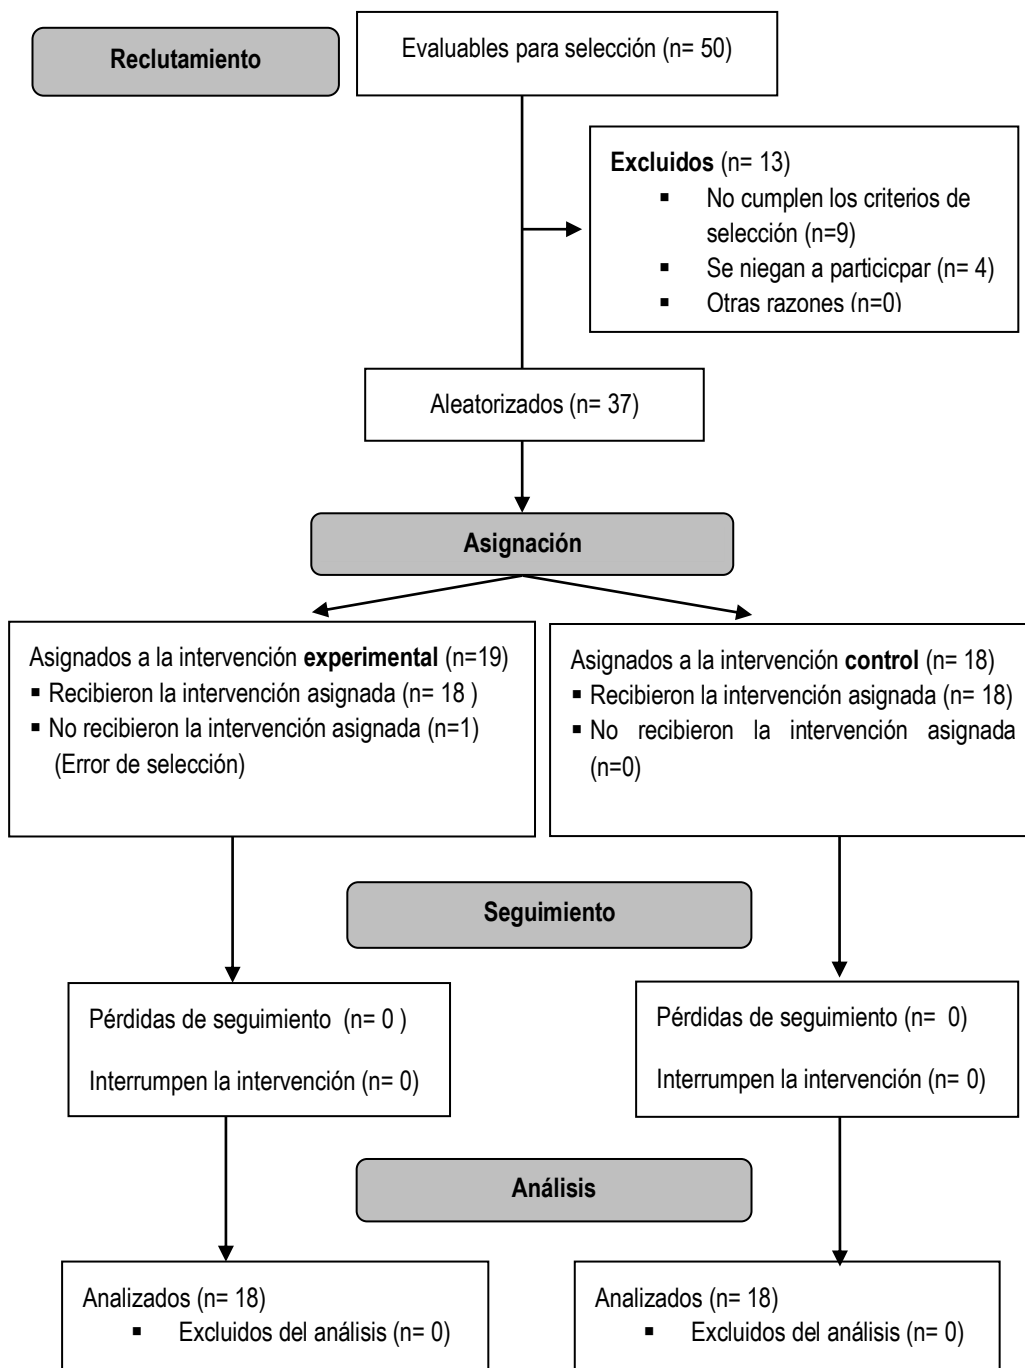 Reclutamiento
Evaluables para selección (n= 50)
Excluidos (n= 13)
▪ No cumplen los criterios de
selección (n=9)
▪ Se niegan a particicpar (n= 4)
▪ Otras razones (n=0)
Aleatorizados (n= 37)
Asignación
Asignados a la intervención experimental (n=19)
▪ Recibieron la intervención asignada (n= 18 )
▪ No recibieron la intervención asignada (n=1)
(Error de selección)
Asignados a la intervención control (n= 18)
▪ Recibieron la intervención asignada (n= 18)
▪ No recibieron la intervención asignada
(n=0)
Seguimiento
Pérdidas de seguimiento (n= 0 )
Interrumpen la intervención (n= 0)
Pérdidas de seguimiento (n= 0)
Interrumpen la intervención (n= 0)
Análisis
Analizados (n= 18)
▪ Excluidos del análisis (n= 0)
Analizados (n= 18)
▪ Excluidos del análisis (n= 0)